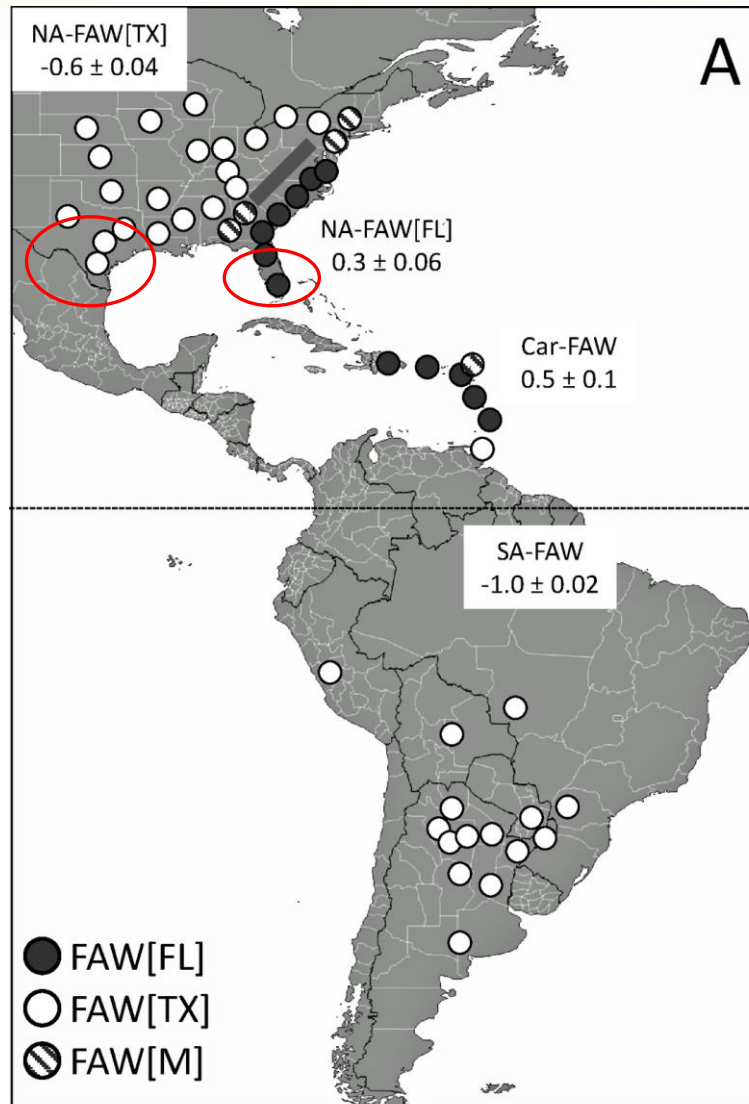 NA-FAW[TX]
-0.6 ± 0.04
A
NA-FAW[FL]
0.3 ± 0.06
Car-FAW
0.5 ± 0.1
SA-FAW
-1.0 ± 0.02
FAW[FL]
FAW[TX]
FAW[M]